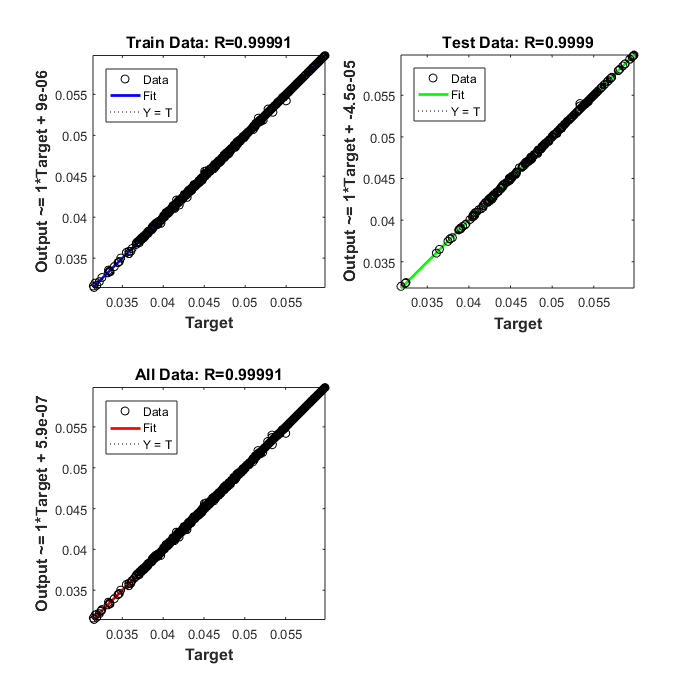 Train Data: R=0.99991
Output ~= 1*Target + 9e-06
Data
Fit
Y = T
0.055
0.05
0.045
0.04
0.035
0.035 0.04 0.045 0.05 0.055
Target
Test Data: R=0.9999
Output ~= 1*Target + -4.5e-05
Data
Fit
Y = T
0.055
0.05
0.045
0.04
0.035
0.035 0.04 0.045 0.05 0.055
Target
All Data: R=0.99991
Output ~= 1*Target + 5.9e-07
Data
Fit
Y = T
0.055
0.05
0.045
0.04
0.035
0.035 0.04 0.045 0.05 0.055
Target